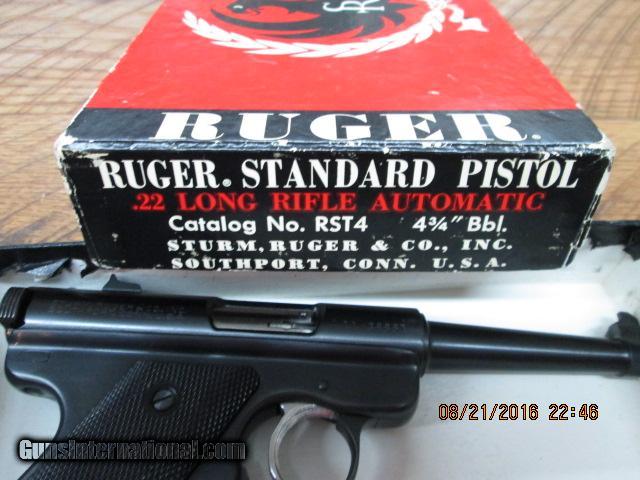 RUGER.
RUGER. STANDARD PISTOL
.22 LONG RIFLE AUTOMATIC
Catalog No. RST4 4¾" Bbl.
STURM, RUGER & CO., INC.
SOUTHPORT, CONN. U.S.A.
08/21/2016 22:46
GunsInternational.com